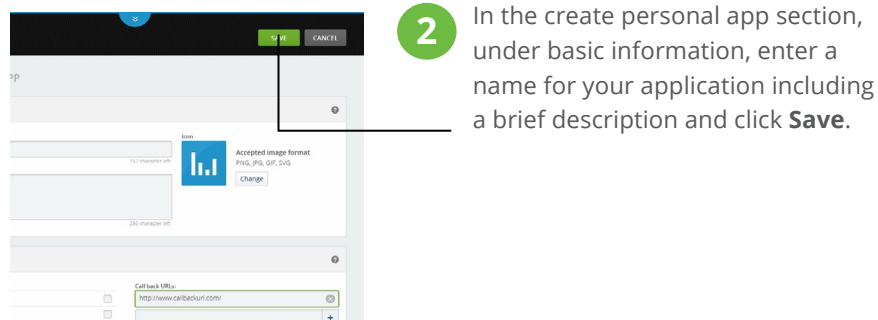 SAVE CANCEL
PP
Icon
Accepted image format
PNG, JPG, GIF, SVG
Change
character left
character left
Call back URLs:
http://www.callbackurl.com/
+
2
In the create personal app section,
under basic information, enter a
name for your application including
a brief description and click Save.